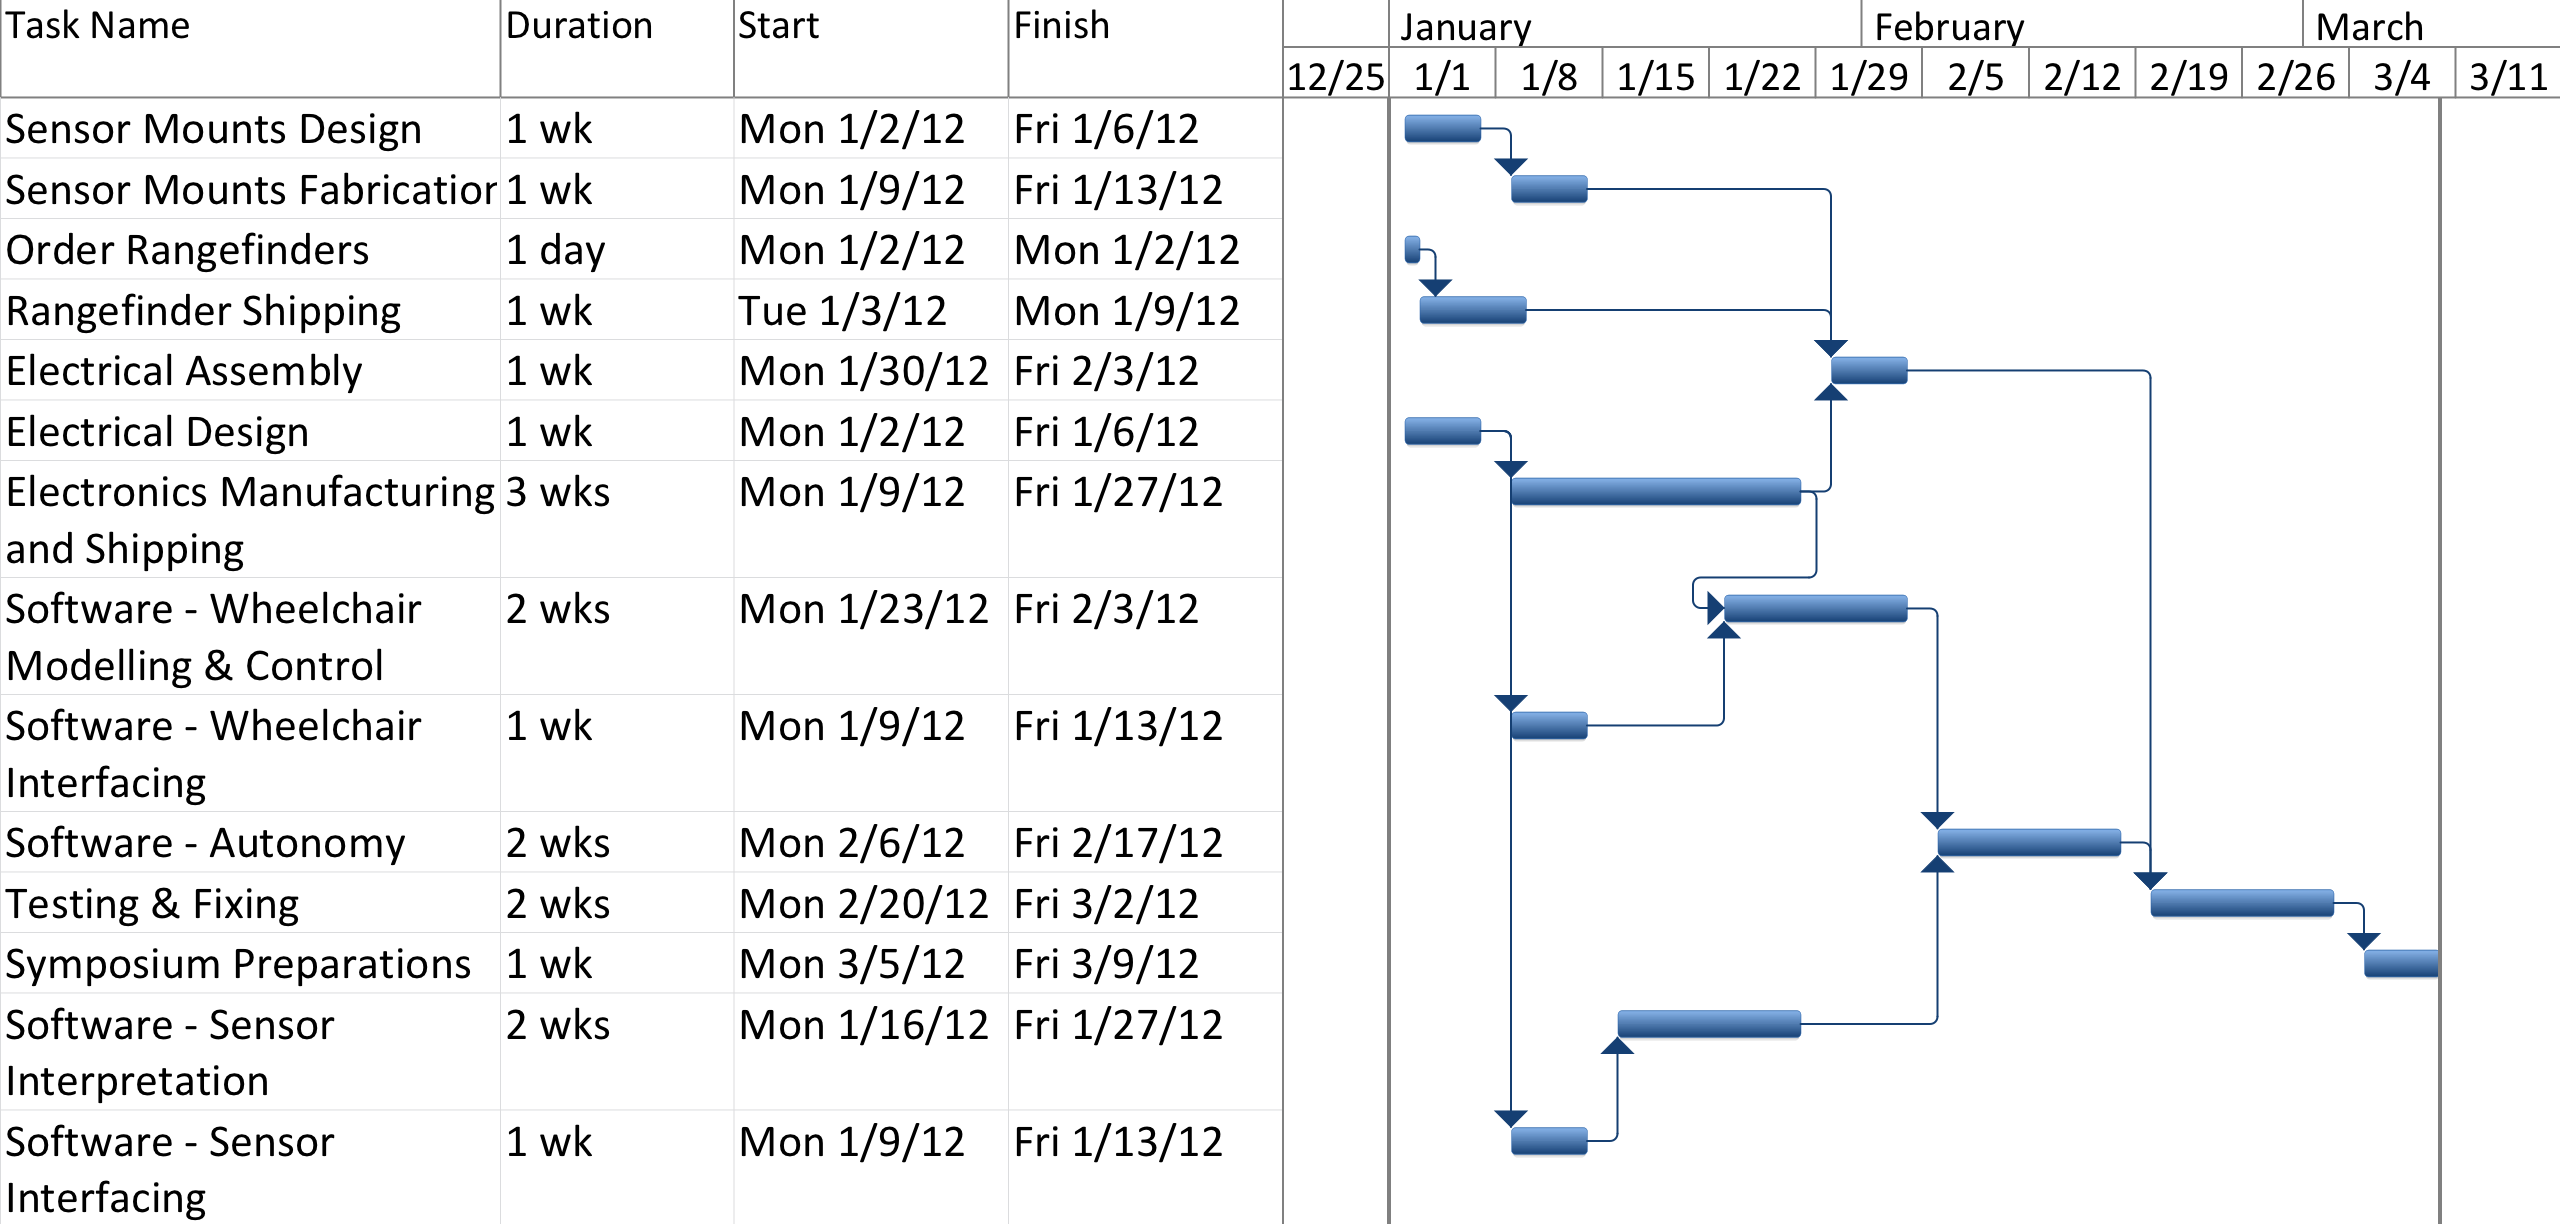 Task Name Duration Start Finish January February March
12/25 1/1 1/8 1/15 1/22 1/29 2/5 2/12 2/19 2/26 3/4 3/11
Sensor Mounts Design 1 wk Mon 1/2/12 Fri 1/6/12
Sensor Mounts Fabrication 1 wk Mon 1/9/12 Fri 1/13/12
Order Rangefinders 1 day Mon 1/2/12 Mon 1/2/12
Rangefinder Shipping 1 wk Tue 1/3/12 Mon 1/9/12
Electrical Assembly 1 wk Mon 1/30/12 Fri 2/3/12
Electrical Design 1 wk Mon 1/2/12 Fri 1/6/12
Electronics Manufacturing 3 wks Mon 1/9/12 Fri 1/27/12
and Shipping
Software - Wheelchair 2 wks Mon 1/23/12 Fri 2/3/12
Modelling & Control
Software - Wheelchair 1 wk Mon 1/9/12 Fri 1/13/12
Interfacing
Software - Autonomy 2 wks Mon 2/6/12 Fri 2/17/12
Testing & Fixing 2 wks Mon 2/20/12 Fri 3/2/12
Symposium Preparations 1 wk Mon 3/5/12 Fri 3/9/12
Software - Sensor 2 wks Mon 1/16/12 Fri 1/27/12
Interpretation
Software - Sensor 1 wk Mon 1/9/12 Fri 1/13/12
Interfacing